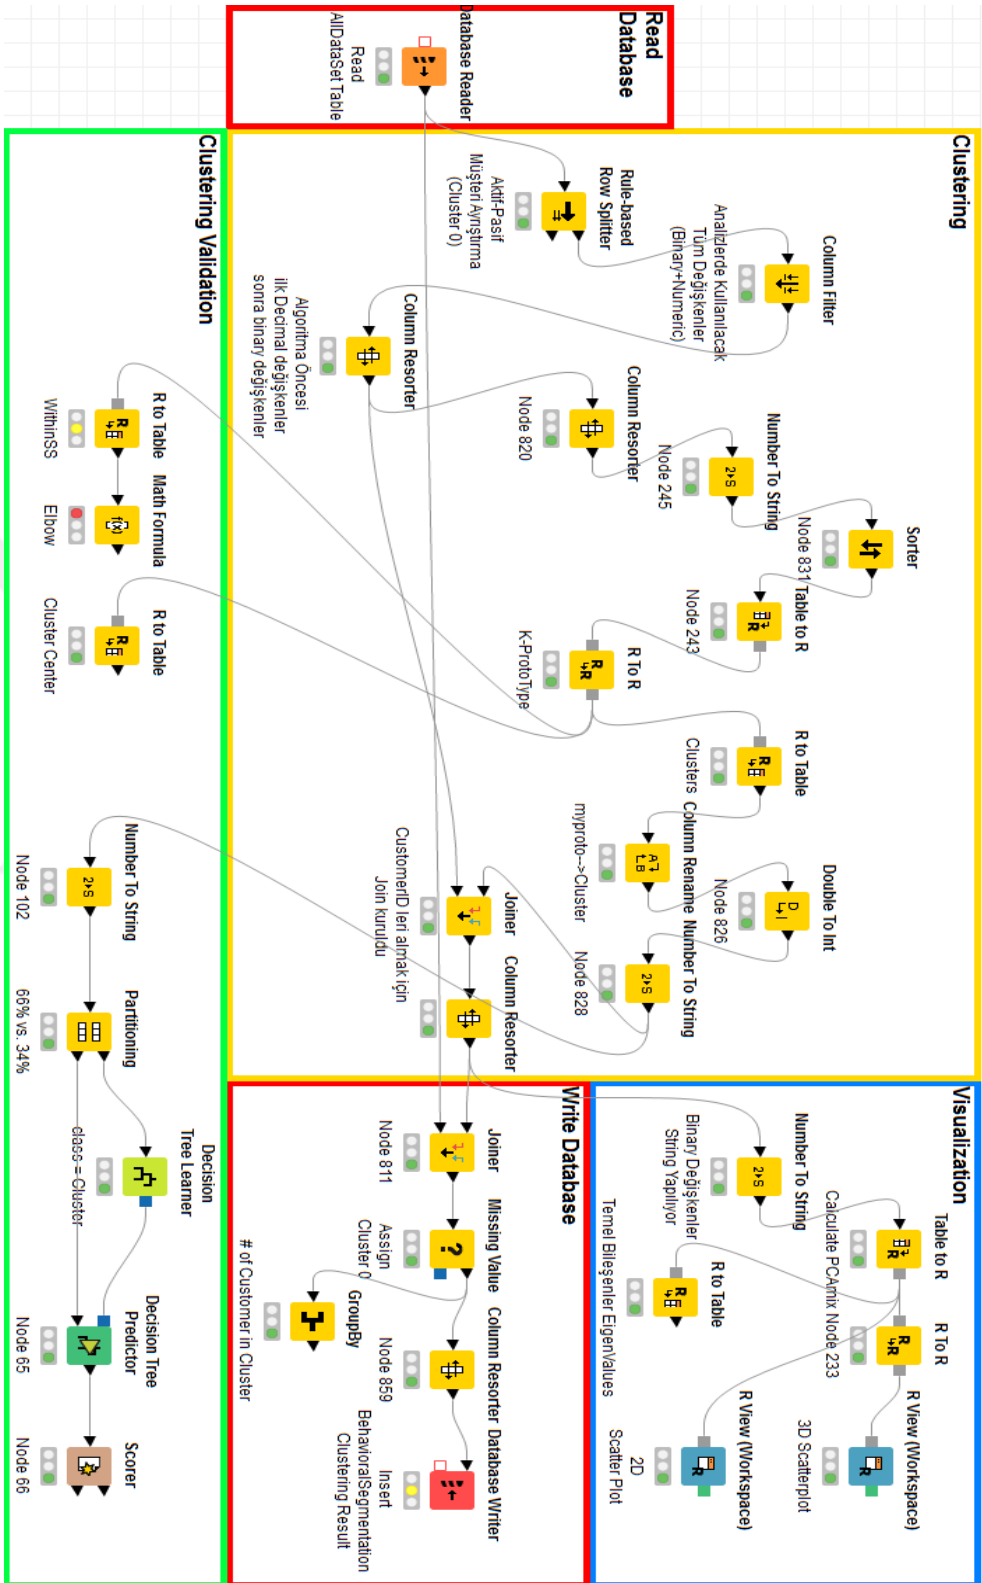 Read
Database
Database Reader
Read
AllDataSet Table
Clustering
Rule-based
Row Splitter
Aktif-Pasif
Müşteri Ayrıştırma
(Cluster 0)
Column Filter
Analizlerde Kullanılacak
Tüm Değişkenler
(Binary+Numeric)
Column Resorter
Algoritma Öncesi
ilk Decimal değişkenler
sonra binary değişkenler
Column Resorter
Node 820
Number To String
Node 245
Sorter
Node 831
Table to R
Node 243
R To R
K-ProtoType
R to Table
Clusters
Column Rename
myproto-->Cluster
Double To Int
Node 826
Number To String
Node 828
Joiner
CustomerID leri almak için
Join kuruldu
Column Resorter
Visualization
Number To String
Binary Değişkenler
String Yapılıyor
Table to R
Calculate PCAmix
R To R
Node 233
R to Table
Temel Bileşenler EigenValues
R View (Workspace)
3D Scatterplot
R View (Workspace)
2D
Scatter Plot
Write Database
Joiner
Node 811
Missing Value
Assign
Cluster 0
GroupBy
# of Customer in Cluster
Column Resorter
Node 859
Database Writer
Insert
BehavioralSegmentation
Clustering Result
Clustering Validation
R to Table
WithinSS
Math Formula
Elbow
R to Table
Cluster Center
Number To String
Node 102
Partitioning
66% vs. 34%
Decision
Tree Learner
class = Cluster
Decision Tree
Predictor
Node 65
Scorer
Node 66